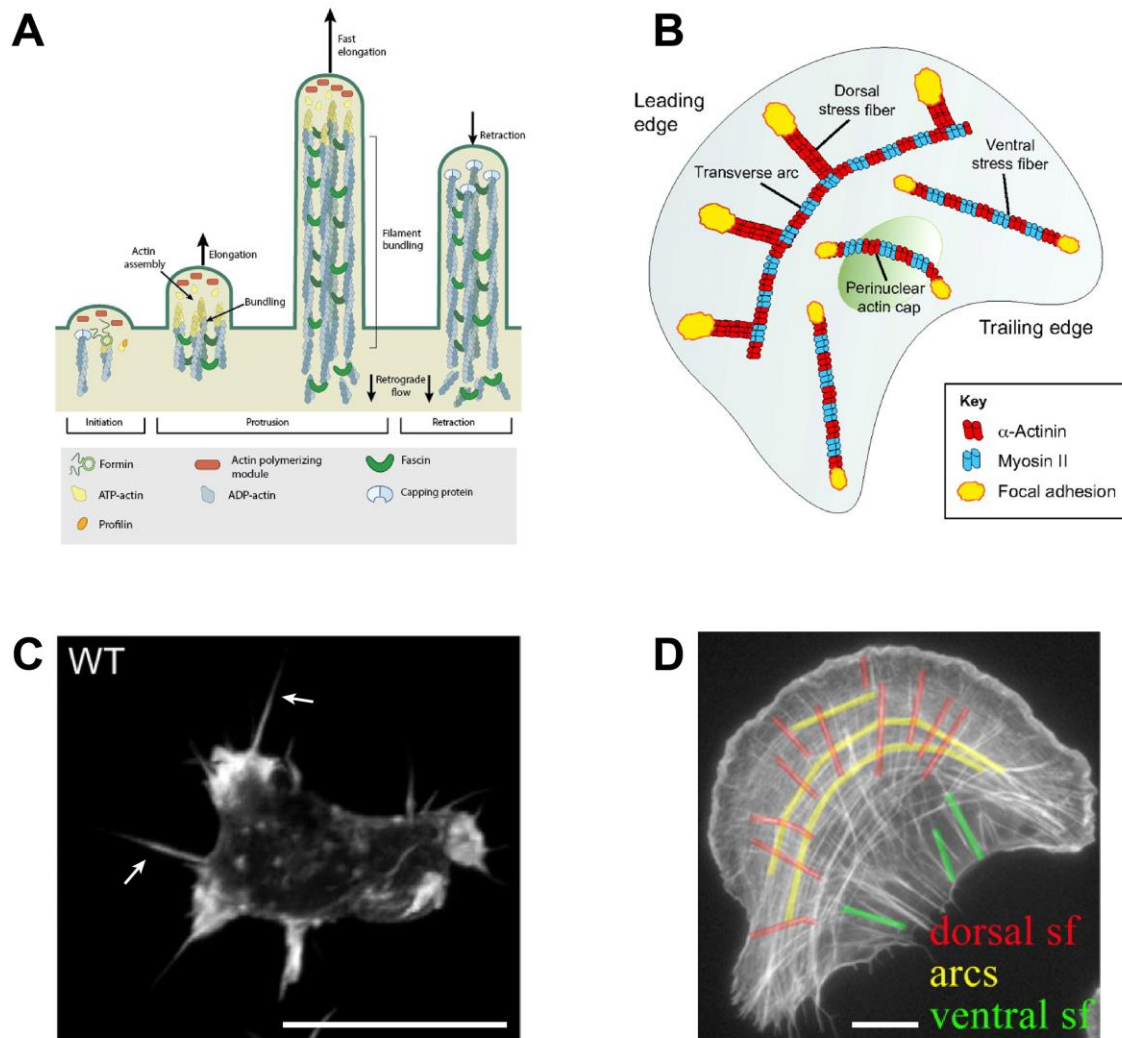 A
Fast
elongation
Retraction
Actin
assembly
Elongation
Bundling
Filament
bundling
Retrograde
flow
Initiation
Protrusion
Retraction
Formin
Actin polymerizing
module
Fascin
ATP-actin
ADP-actin
Capping protein
Profilin
B
Leading
edge
Dorsal
stress fiber
Ventral
stress fiber
Transverse arc
Perinuclear
actin cap
Trailing edge
Key
α-Actinin
Myosin II
Focal adhesion
C
WT
D
dorsal sf
arcs
ventral sf